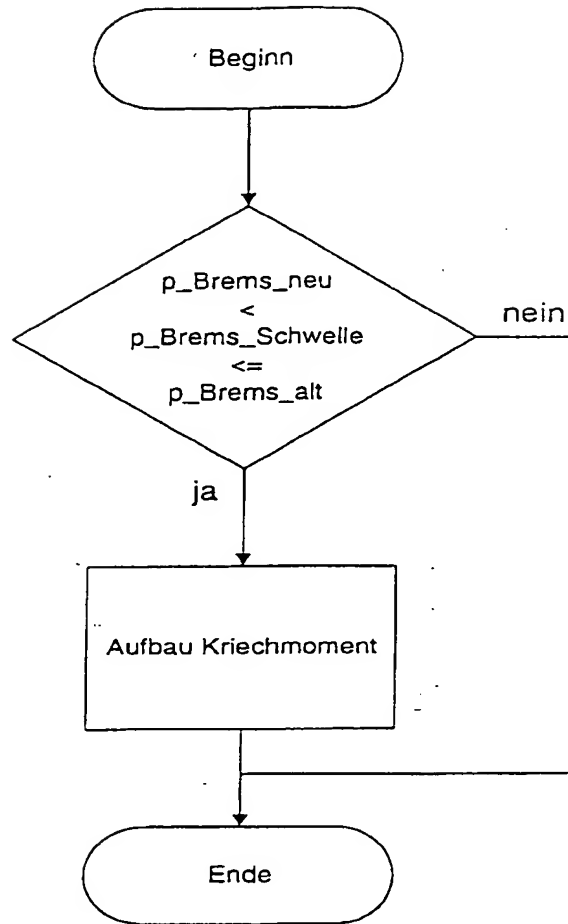 Beginn
p_Brems_neu
<
p_Brems_Schwelle
<=
p_Brems_alt
nein
ja
Aufbau Kriechmoment
Ende